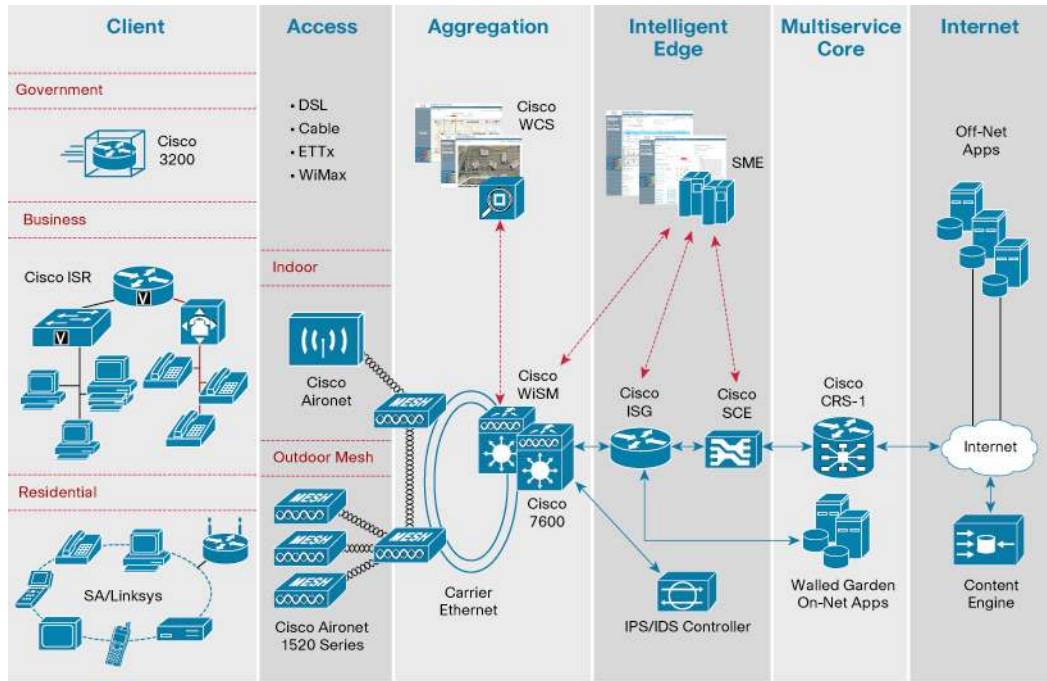 Client
Access
Aggregation
Intelligent
Edge
Multiservice
Core
Internet
Government
Cisco
3200
Business
Cisco ISR
V
V
Residential
SA/Linksys
• DSL
• Cable
• ETTx
• WiMax
Indoor
Cisco
Aironet
Outdoor Mesh
MESH
MESH
MESH
Cisco Aironet
1520 Series
MESH
MESH
Cisco
WCS
Cisco
WiSM
Cisco
7600
Carrier
Ethernet
SME
Cisco
ISG
Cisco
SCE
IPS/IDS Controller
Cisco
CRS-1
Walled Garden
On-Net Apps
Off-Net
Apps
Internet
Content
Engine